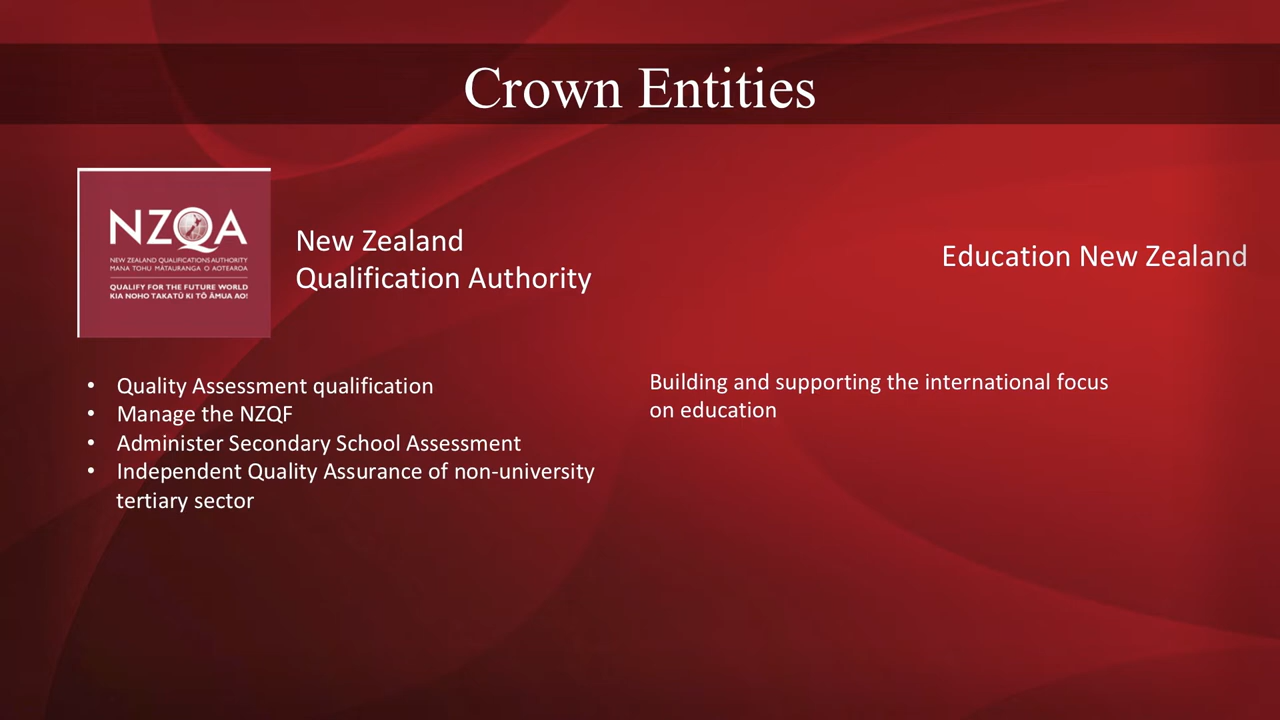 Crown Entities
NZQA
NEW ZEALAND QUALIFICATIONS AUTHORITY
MANA TOHU MĀTAURANGA O AOTEAROA
QUALIFY FOR THE FUTURE WORLD
KIA NOHO TAKATŪ KI TŌ ĀMUA AO!
New Zealand
Qualification Authority
• Quality Assessment qualification
• Manage the NZQF
• Administer Secondary School Assessment
• Independent Quality Assurance of non-university
tertiary sector
Education New Zealand
Building and supporting the international focus
on education